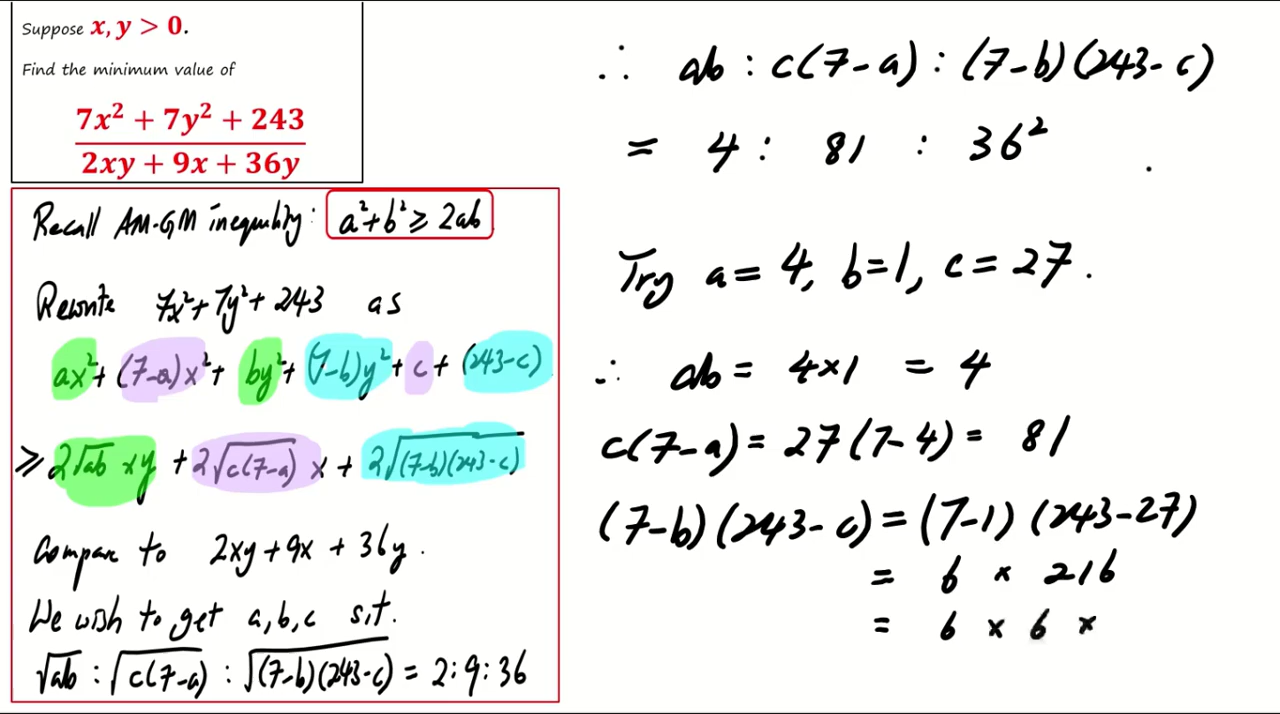 Suppose x, y > 0.
Find the minimum value of
7x² + 7y² + 243
2xy + 9x + 36y
Recall AM-GM inequality: a²+b² ⩾ 2ab
Rewrite 7x²+7y²+243 as
ax²+(7-a)x²+ by²+(7-b)y²+c+(243-c)
⩾ 2√ab xy + 2√c(7-a) x + 2√(7-b)(243-c)
Compare to 2xy+9x+36y.
We wish to get a,b,c s.t.
√ab : √c(7-a) : √(7-b)(243-c) = 2:9:36
∴ ab : c(7-a) : (7-b)(243-c)
= 4 : 81 : 36² .
Try a=4, b=1, c=27.
∴ ab = 4×1 = 4
c(7-a) = 27(7-4) = 81
(7-b)(243-c) = (7-1)(243-27)
= 6 × 216
= 6 × 6 ×